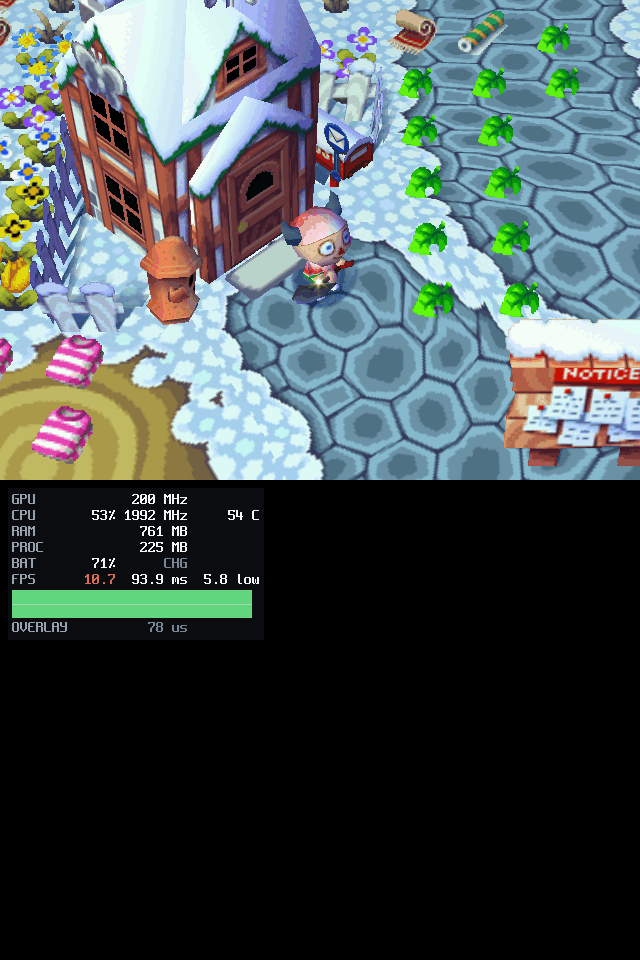 NOTICE
GPU 200 MHz
CPU 53% 1992 MHz 54 C
RAM 761 MB
PROC 225 MB
BAT 71% CHG
FPS 10.7 93.9 ms 5.8 low
OVERLAY 78 us